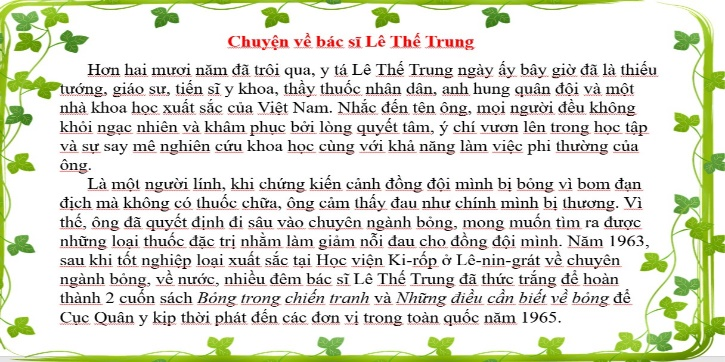 Chuyện về bác sĩ Lê Thế Trung
Hơn hai mươi năm đã trôi qua, y tá Lê Thế Trung ngày ấy bây giờ đã là thiếu
tướng, giáo sư, tiến sĩ y khoa, thầy thuốc nhân dân, anh hung quân đội và một
nhà khoa học xuất sắc của Việt Nam. Nhắc đến tên ông, mọi người đều không
khỏi ngạc nhiên và khâm phục bởi lòng quyết tâm, ý chí vươn lên trong học tập
và sự say mê nghiên cứu khoa học cùng với khả năng làm việc phi thường của
ông.
Là một người lính, khi chứng kiến cảnh đồng đội mình bị bỏng vì bom đạn
địch mà không có thuốc chữa, ông cảm thấy đau như chính mình bị thương. Vì
thế, ông đã quyết định đi sâu vào chuyên ngành bỏng, mong muốn tìm ra được
những loại thuốc đặc trị nhằm làm giảm nỗi đau cho đồng đội mình. Năm 1963,
sau khi tốt nghiệp loại xuất sắc tại Học viện Ki-rốp ở Lê-nin-grát về chuyên
ngành bỏng, về nước, nhiều đêm bác sĩ Lê Thế Trung đã thức trắng để hoàn
thành 2 cuốn sách Bỏng trong chiến tranh và Những điều cần biết về bỏng để
Cục Quân y kịp thời phát đến các đơn vị trong toàn quốc năm 1965.